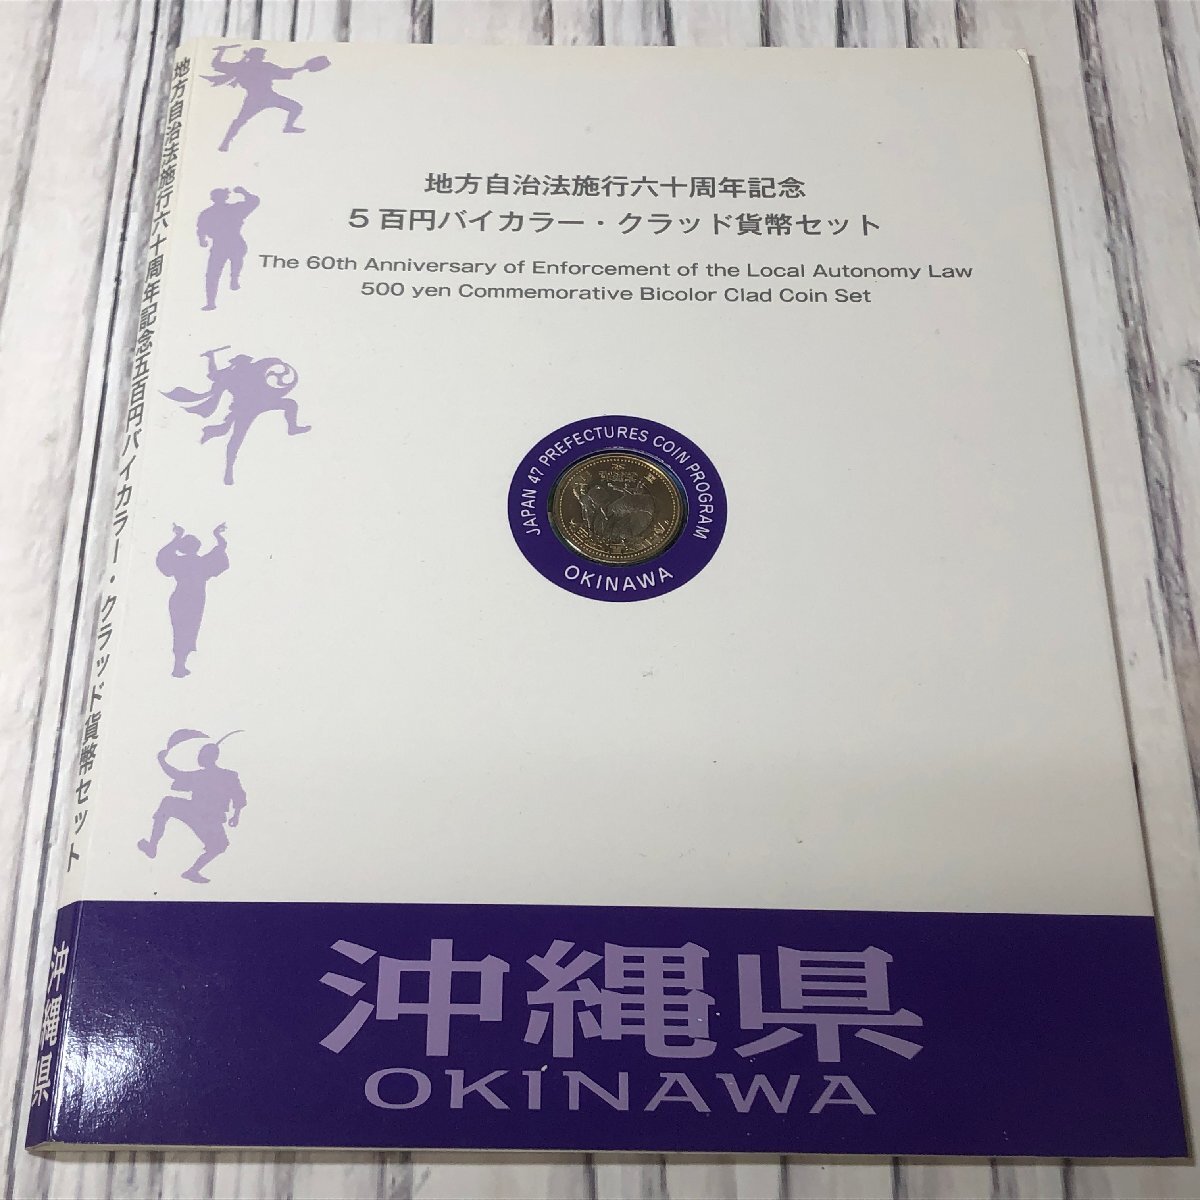 地方自治法施行六十周年記念
5百円バイカラー・クラッド貨幣セット
The 60th Anniversary of Enforcement of the Local Autonomy Law
500 yen Commemorative Bicolor Clad Coin Set
JAPAN 47 PREFECTURES COIN PROGRAM
OKINAWA
沖縄県
OKINAWA
地方自治法施行六十周年記念五百円バイカラー・クラッド貨幣セット
沖縄県